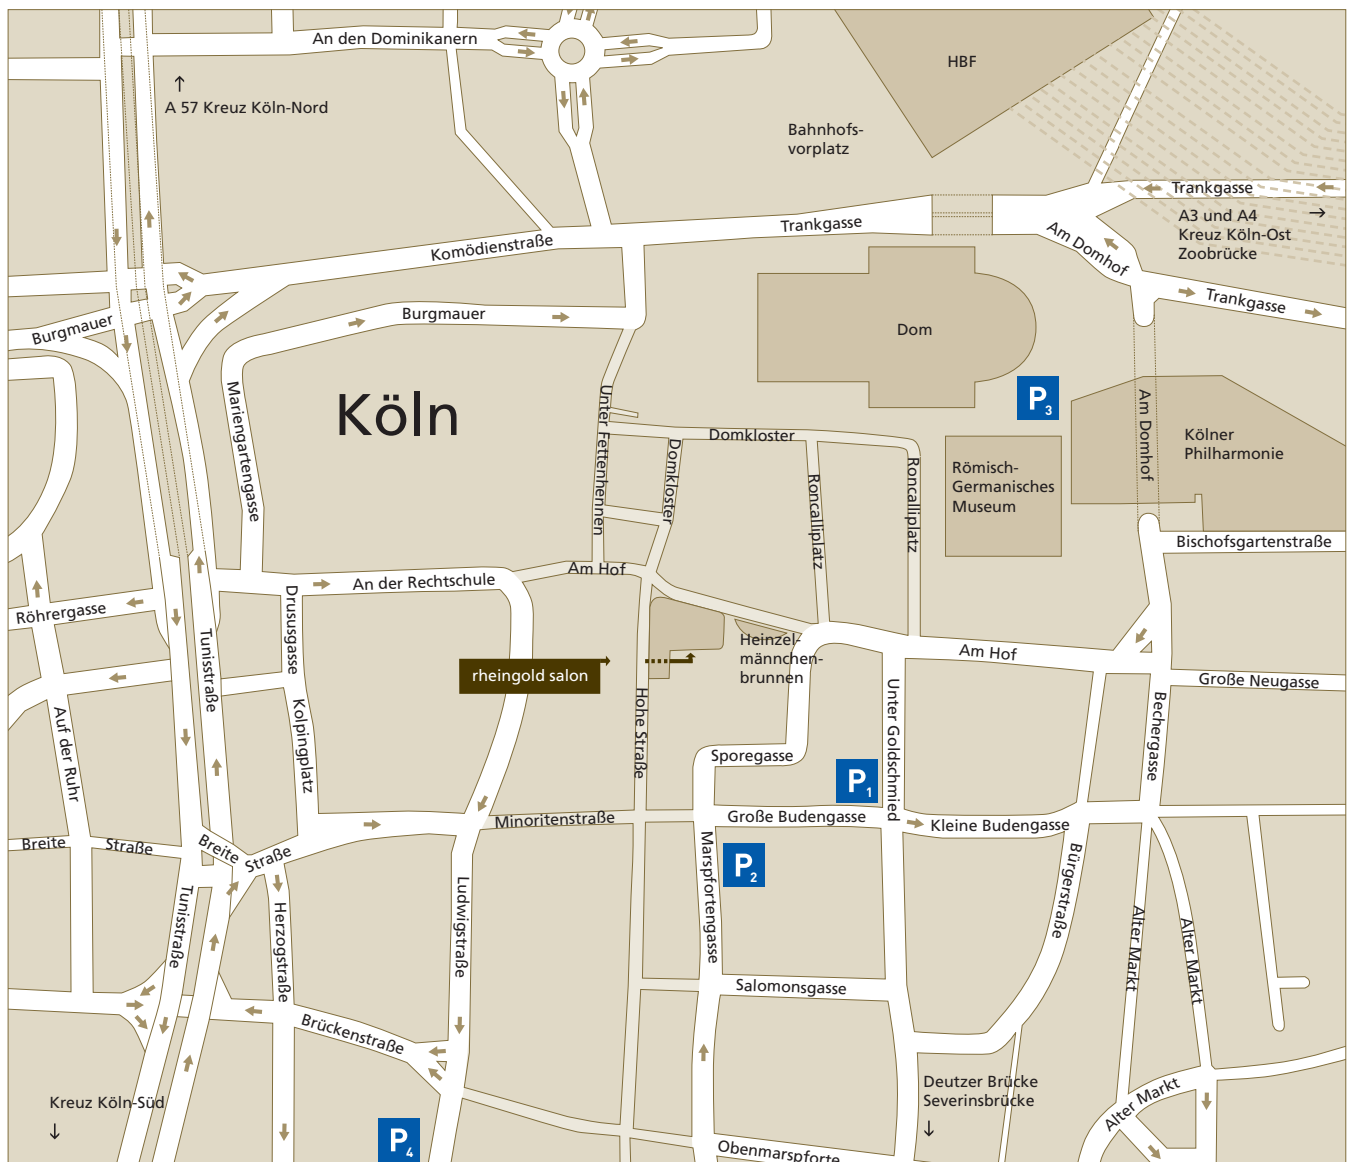 An den Dominikanern
HBF
A 57 Kreuz Köln-Nord
Bahnhofs-
vorplatz
Trankgasse
A3 und A4
Kreuz Köln-Ost
Zoobrücke
Trankgasse
Komödienstraße
Am Domhof
Trankgasse
Burgmauer
Burgmauer
Dom
Köln
Mariengartengasse
Unter Fettenhennen
Domkloster
Domkloster
P3
Am Domhof
Kölner
Philharmonie
Roncalliplatz
Roncalliplatz
Römisch-
Germanisches
Museum
Bischofsgartenstraße
Am Hof
An der Rechtschule
Drususgasse
Röhrergasse
Tunisstraße
Heinzel-
männchen-
brunnen
Am Hof
rheingold salon
Große Neugasse
Hohe Straße
Unter Goldschmied
Bechergasse
Kolpingplatz
Auf der Ruhr
Sporegasse
P1
Minoritenstraße
Große Budengasse
Kleine Budengasse
Breite
Straße
Breite
Straße
Marspfortengasse
P2
Bürgerstraße
Tunisstraße
Herzogstraße
Ludwigstraße
Alter Markt
Alter Markt
Salomonsgasse
Brückenstraße
Kreuz Köln-Süd
Deutzer Brücke
Severinsbrücke
Alter Markt
P4
Obenmarspforte